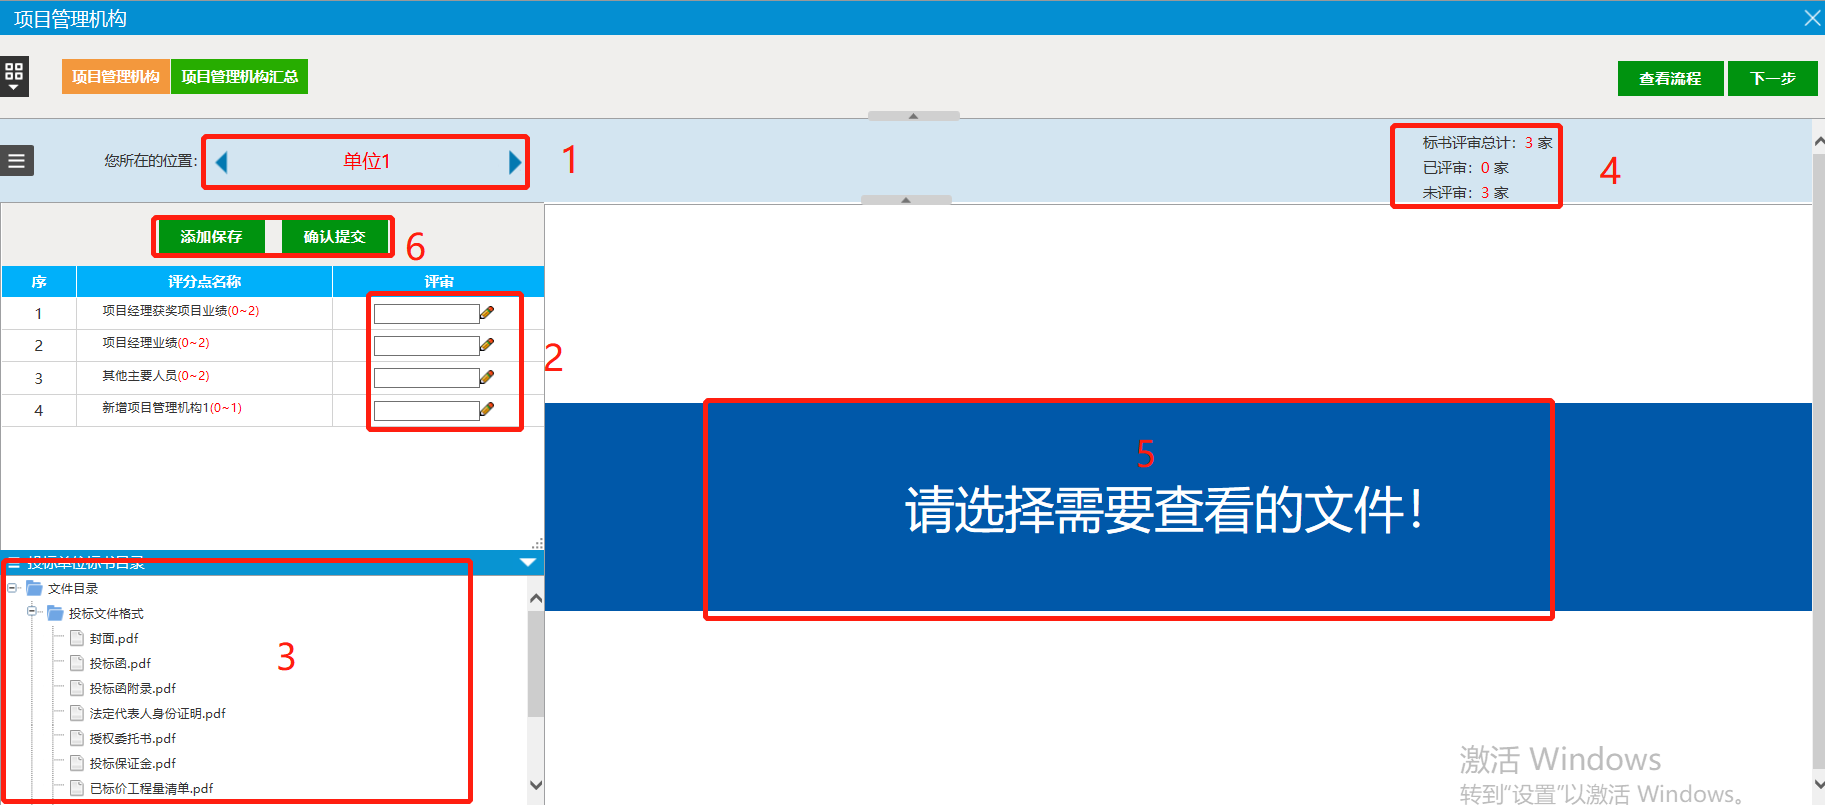 项目管理机构
项目管理机构 项目管理机构汇总 查看流程 下一步
您所在的位置： 单位1 1
标书评审总计：3 家
已评审：0 家
未评审：3 家
4
添加保存 确认提交 6
序 评分点名称 评审
1 项目经理获奖项目业绩(0~2)
2 项目经理业绩(0~2)
3 其他主要人员(0~2)
4 新增项目管理机构1(0~1)
2
5
请选择需要查看的文件！
投标单位标书目录
文件目录
投标文件格式
封面.pdf
投标函.pdf
投标函附录.pdf
法定代表人身份证明.pdf
授权委托书.pdf
投标保证金.pdf
已标价工程量清单.pdf
3
激活 Windows
转到“设置”以激活 Windows。